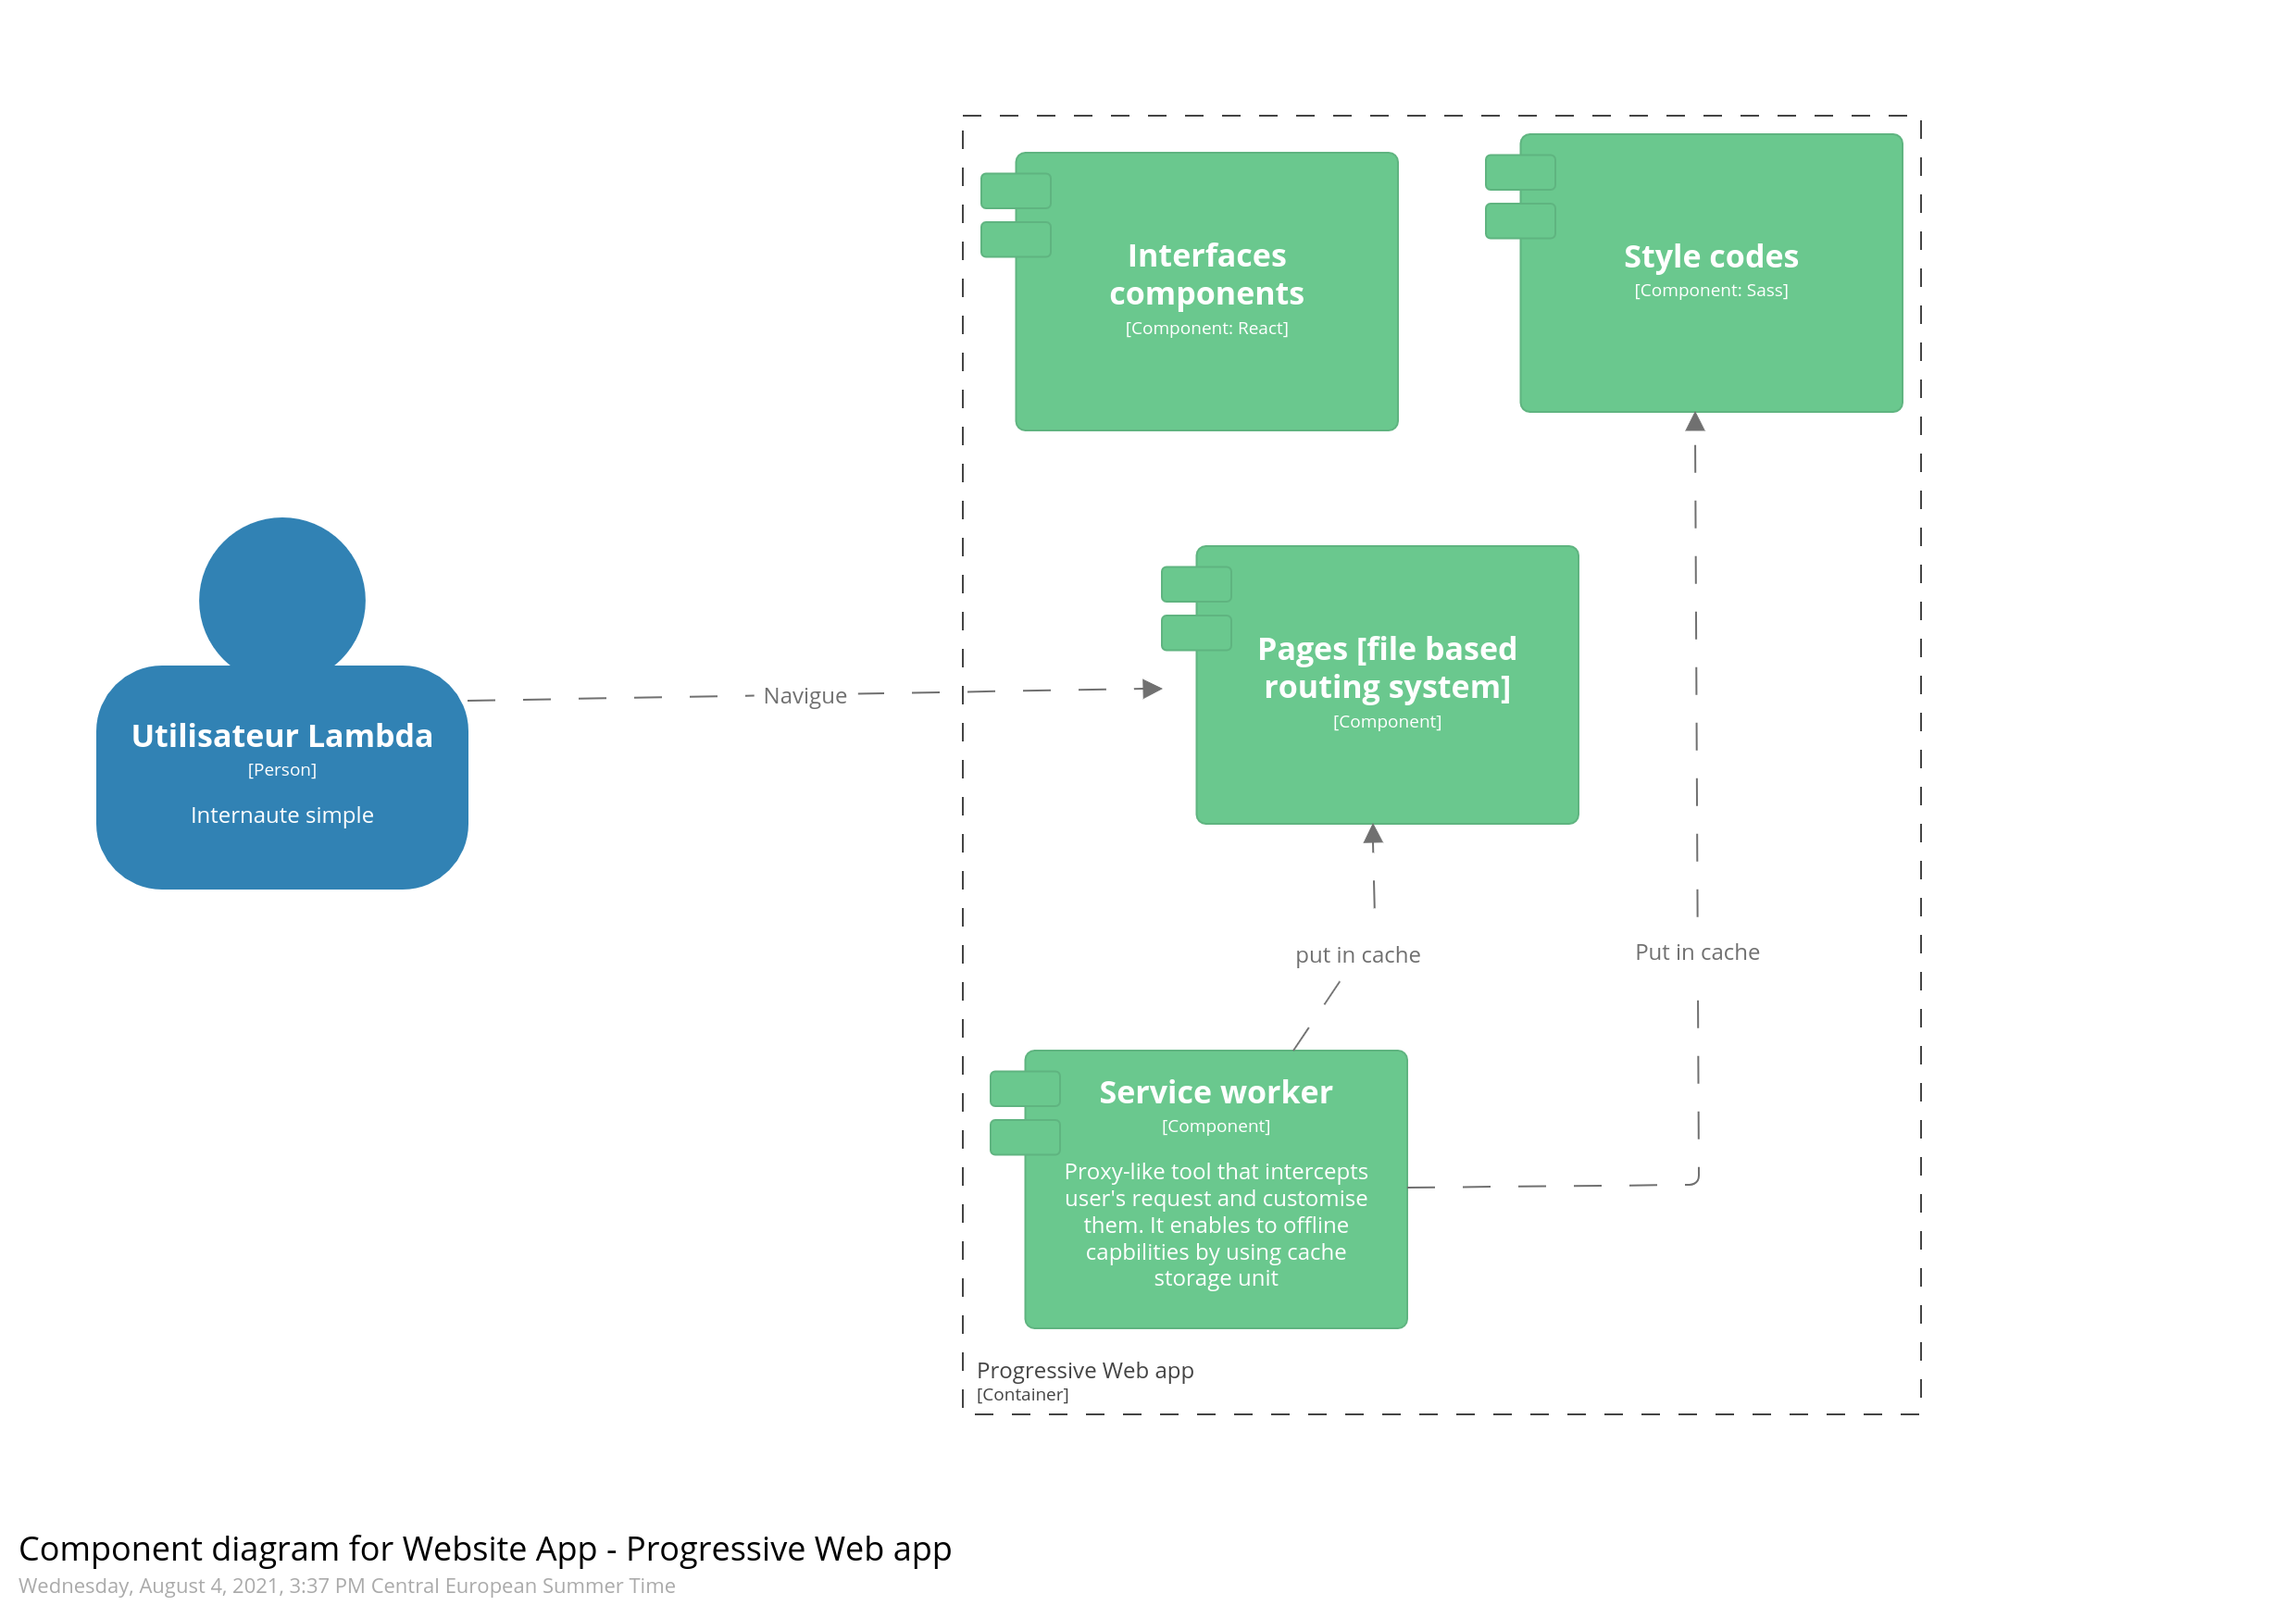 Interfaces
components
[Component: React]
Style codes
[Component: Sass]
Utilisateur Lambda
[Person]
Internaute simple
Navigue
Pages [file based
routing system]
[Component]
put in cache
Put in cache
Service worker
[Component]
Proxy-like tool that intercepts
user's request and customise
them. It enables to offline
capbilities by using cache
storage unit
Progressive Web app
[Container]
Component diagram for Website App - Progressive Web app
Wednesday, August 4, 2021, 3:37 PM Central European Summer Time